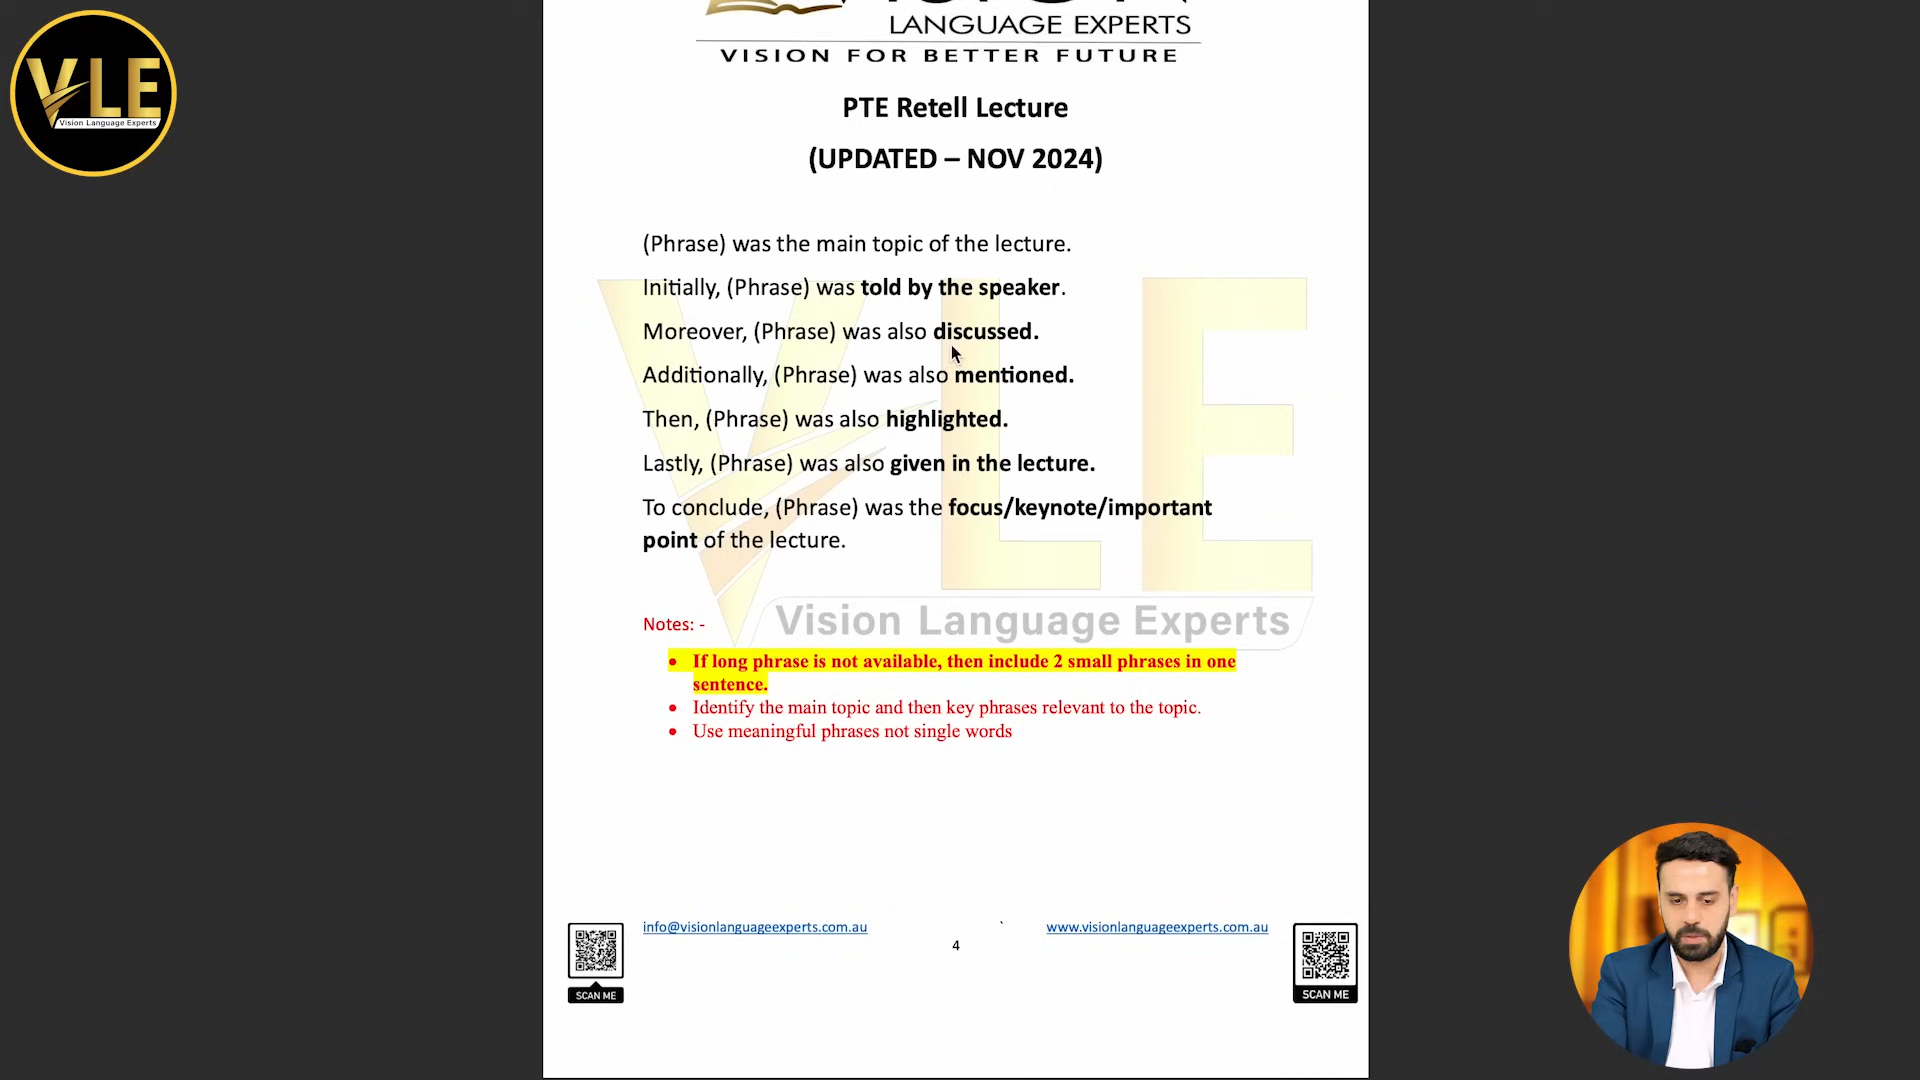 VLE
Vision Language Experts
LANGUAGE EXPERTS
VISION FOR BETTER FUTURE
PTE Retell Lecture
(UPDATED – NOV 2024)
(Phrase) was the main topic of the lecture.
Initially, (Phrase) was told by the speaker.
Moreover, (Phrase) was also discussed.
Additionally, (Phrase) was also mentioned.
Then, (Phrase) was also highlighted.
Lastly, (Phrase) was also given in the lecture.
To conclude, (Phrase) was the focus/keynote/important
point of the lecture.
VLE
Vision Language Experts
Notes: -
• If long phrase is not available, then include 2 small phrases in one
sentence.
• Identify the main topic and then key phrases relevant to the topic.
• Use meaningful phrases not single words
info@visionlanguageexperts.com.au ` www.visionlanguageexperts.com.au
4
SCAN ME
SCAN ME